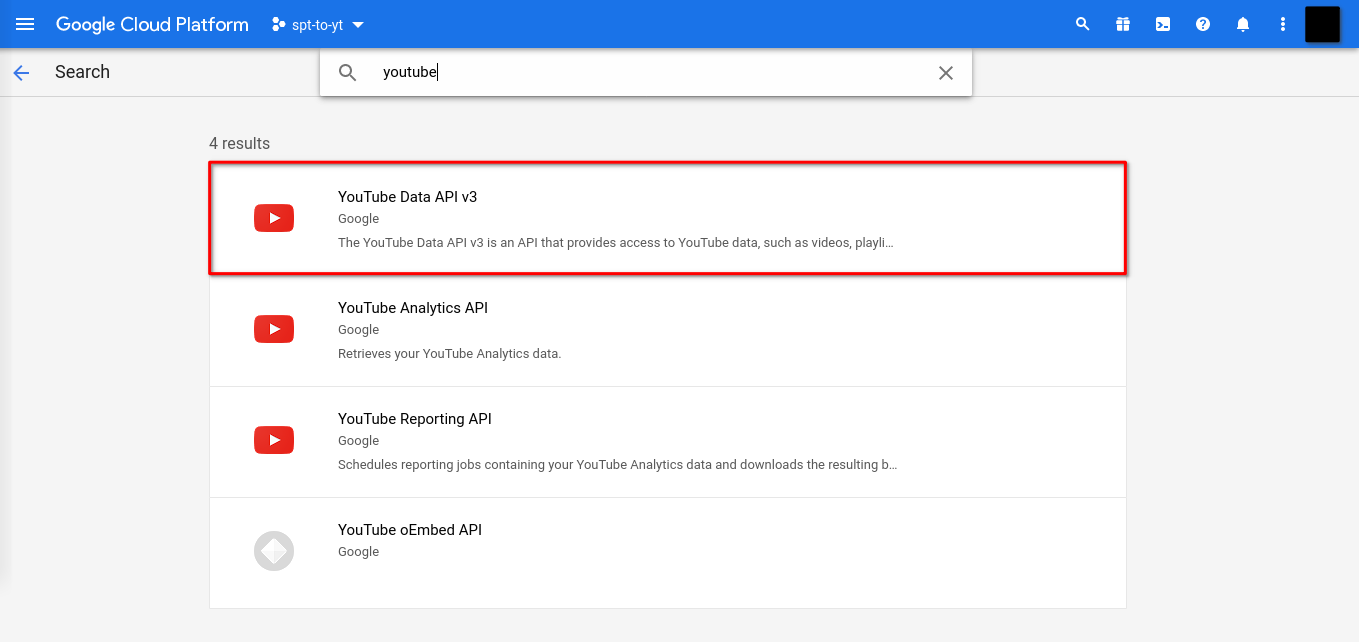 Google Cloud Platform
spt-to-yt
Search
youtube
4 results
YouTube Data API v3
Google
The YouTube Data API v3 is an API that provides access to YouTube data, such as videos, playli…
YouTube Analytics API
Google
Retrieves your YouTube Analytics data.
YouTube Reporting API
Google
Schedules reporting jobs containing your YouTube Analytics data and downloads the resulting b…
YouTube oEmbed API
Google